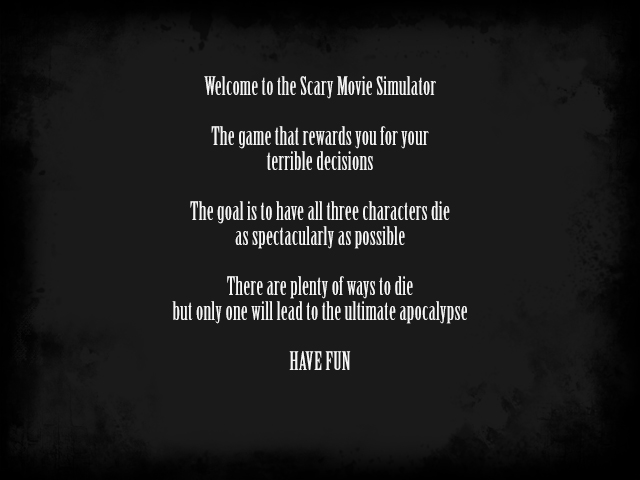 Welcome to the Scary Movie Simulator
The game that rewards you for your
terrible decisions
The goal is to have all three characters die
as spectacularly as possible
There are plenty of ways to die
but only one will lead to the ultimate apocalypse
HAVE FUN